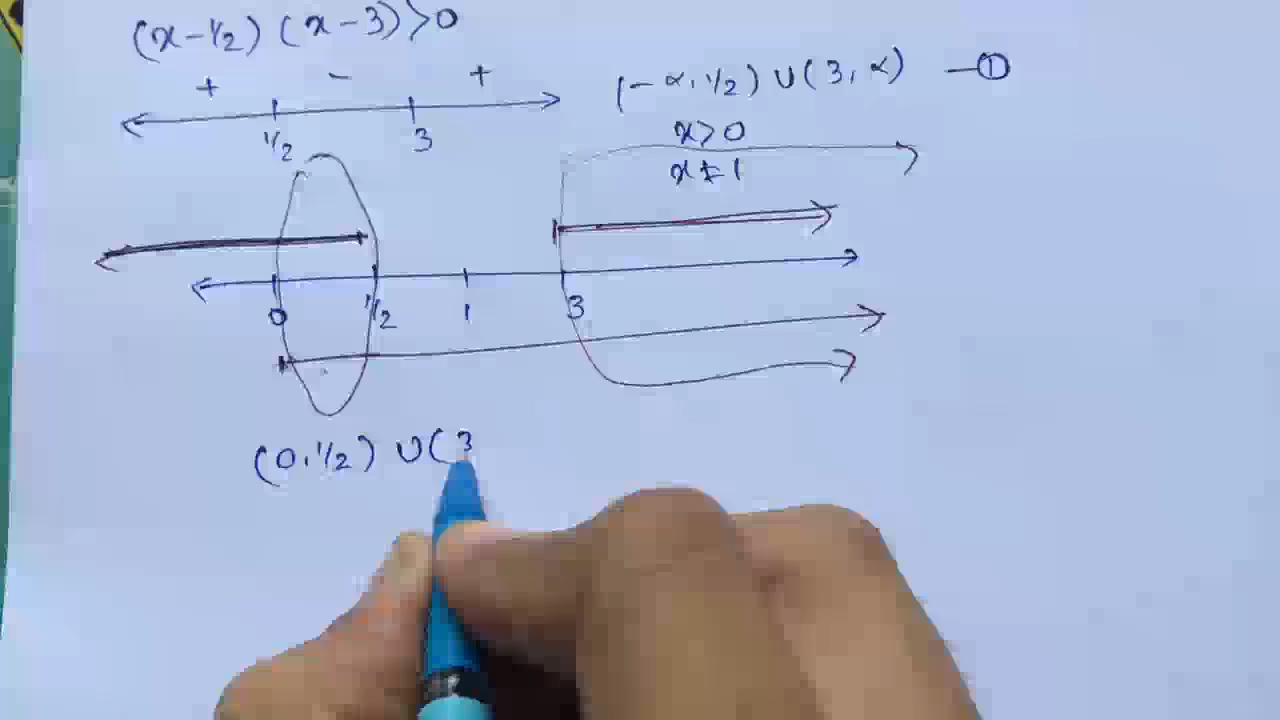 (x-1/2) (x-3)>0
+ - +
1/2 3
(-∝, 1/2) ∪ (3, ∝) —①
x>0
x≠1
0 1/2 1 3
(0, 1/2) ∪ (3